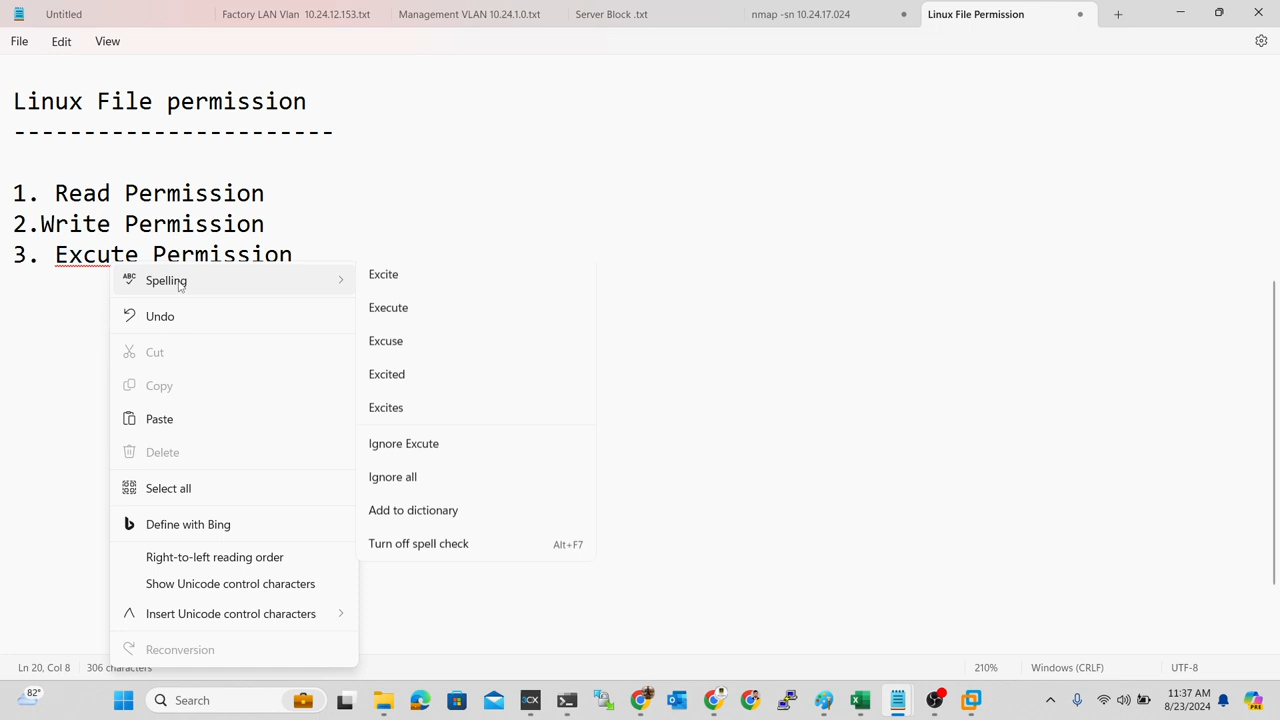 Untitled
Factory LAN Vlan  10.24.12.153.txt
Management VLAN 10.24.1.0.txt
Server Block .txt
nmap -sn 10.24.17.024
Linux File Permission
File
Edit
View
Linux File permission
-----------------------
1. Read Permission
2.Write Permission
3. Excute Permission
Spelling
Undo
Cut
Copy
Paste
Delete
Select all
Define with Bing
Right-to-left reading order
Show Unicode control characters
Insert Unicode control characters
Reconversion
Excite
Execute
Excuse
Excited
Excites
Ignore Excute
Ignore all
Add to dictionary
Turn off spell check Alt+F7
Ln 20, Col 8
306 characters
210%
Windows (CRLF)
UTF-8
82°
Search
11:37 AM
8/23/2024